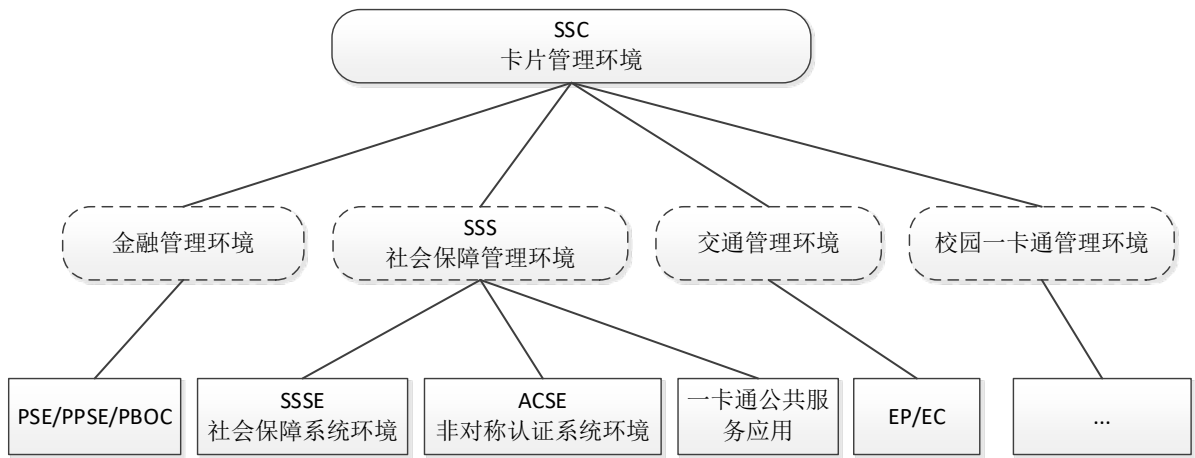 SSC
卡片管理环境
金融管理环境
SSS
社会保障管理环境
交通管理环境
校园一卡通管理环境
PSE/PPSE/PBOC
SSSE
社会保障系统环境
ACSE
非对称认证系统环境
一卡通公共服
务应用
EP/EC
...